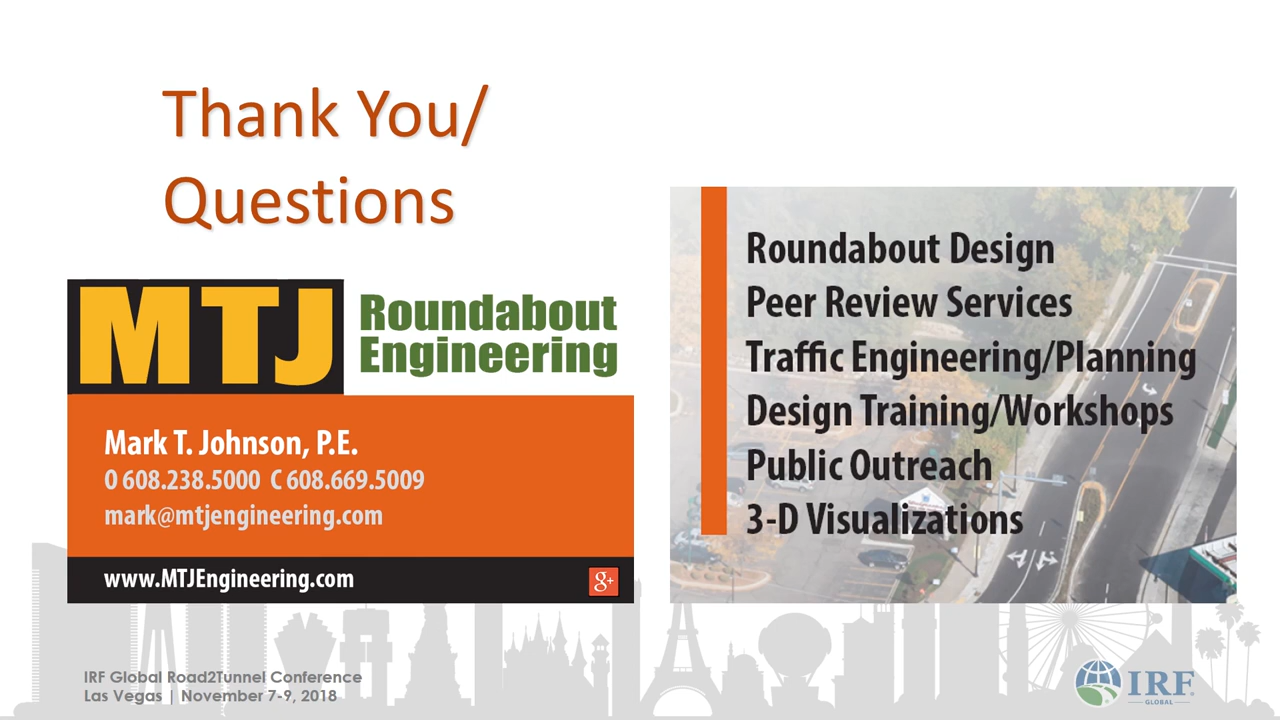 Thank You/
Questions
MTJ
Roundabout
Engineering
Mark T. Johnson, P.E.
O 608.238.5000 C 608.669.5009
mark@mtjengineering.com
www.MTJEngineering.com
g+
Roundabout Design
Peer Review Services
Traffic Engineering/Planning
Design Training/Workshops
Public Outreach
3-D Visualizations
IRF Global Road2Tunnel Conference
Las Vegas | November 7-9, 2018
IRF®
GLOBAL